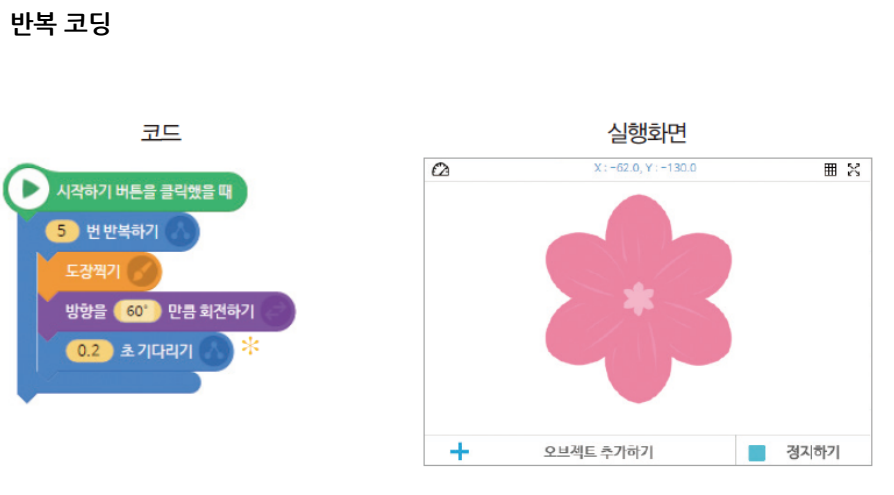 반복 코딩
코드
시작하기 버튼을 클릭했을 때
5 번 반복하기
도장찍기
방향을 60° 만큼 회전하기
0.2 초 기다리기
실행화면
X : -62.0, Y : -130.0
오브젝트 추가하기
정지하기